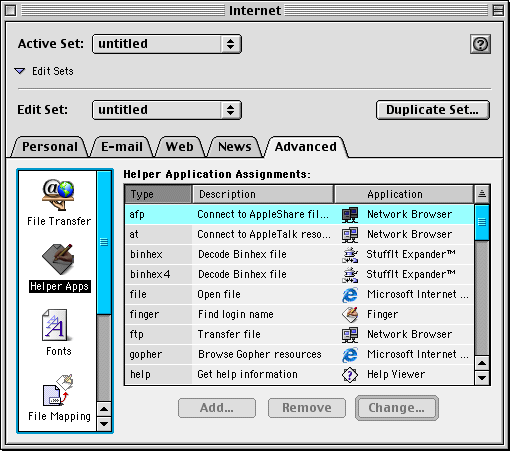 Internet
Active Set: untitled
Edit Sets
Edit Set: untitled Duplicate Set...
Personal E-mail Web News Advanced
Helper Application Assignments:
File Transfer
Helper Apps
Fonts
File Mapping
Type Description Application
afp Connect to AppleShare fil... Network Browser
at Connect to AppleTalk reso... Network Browser
binhex Decode Binhex file StuffIt Expander™
binhex4 Decode Binhex file StuffIt Expander™
file Open file Microsoft Internet ...
finger Find login name Finger
ftp Transfer file Network Browser
gopher Browse Gopher resources Microsoft Internet ...
help Get help information Help Viewer
Add... Remove Change...